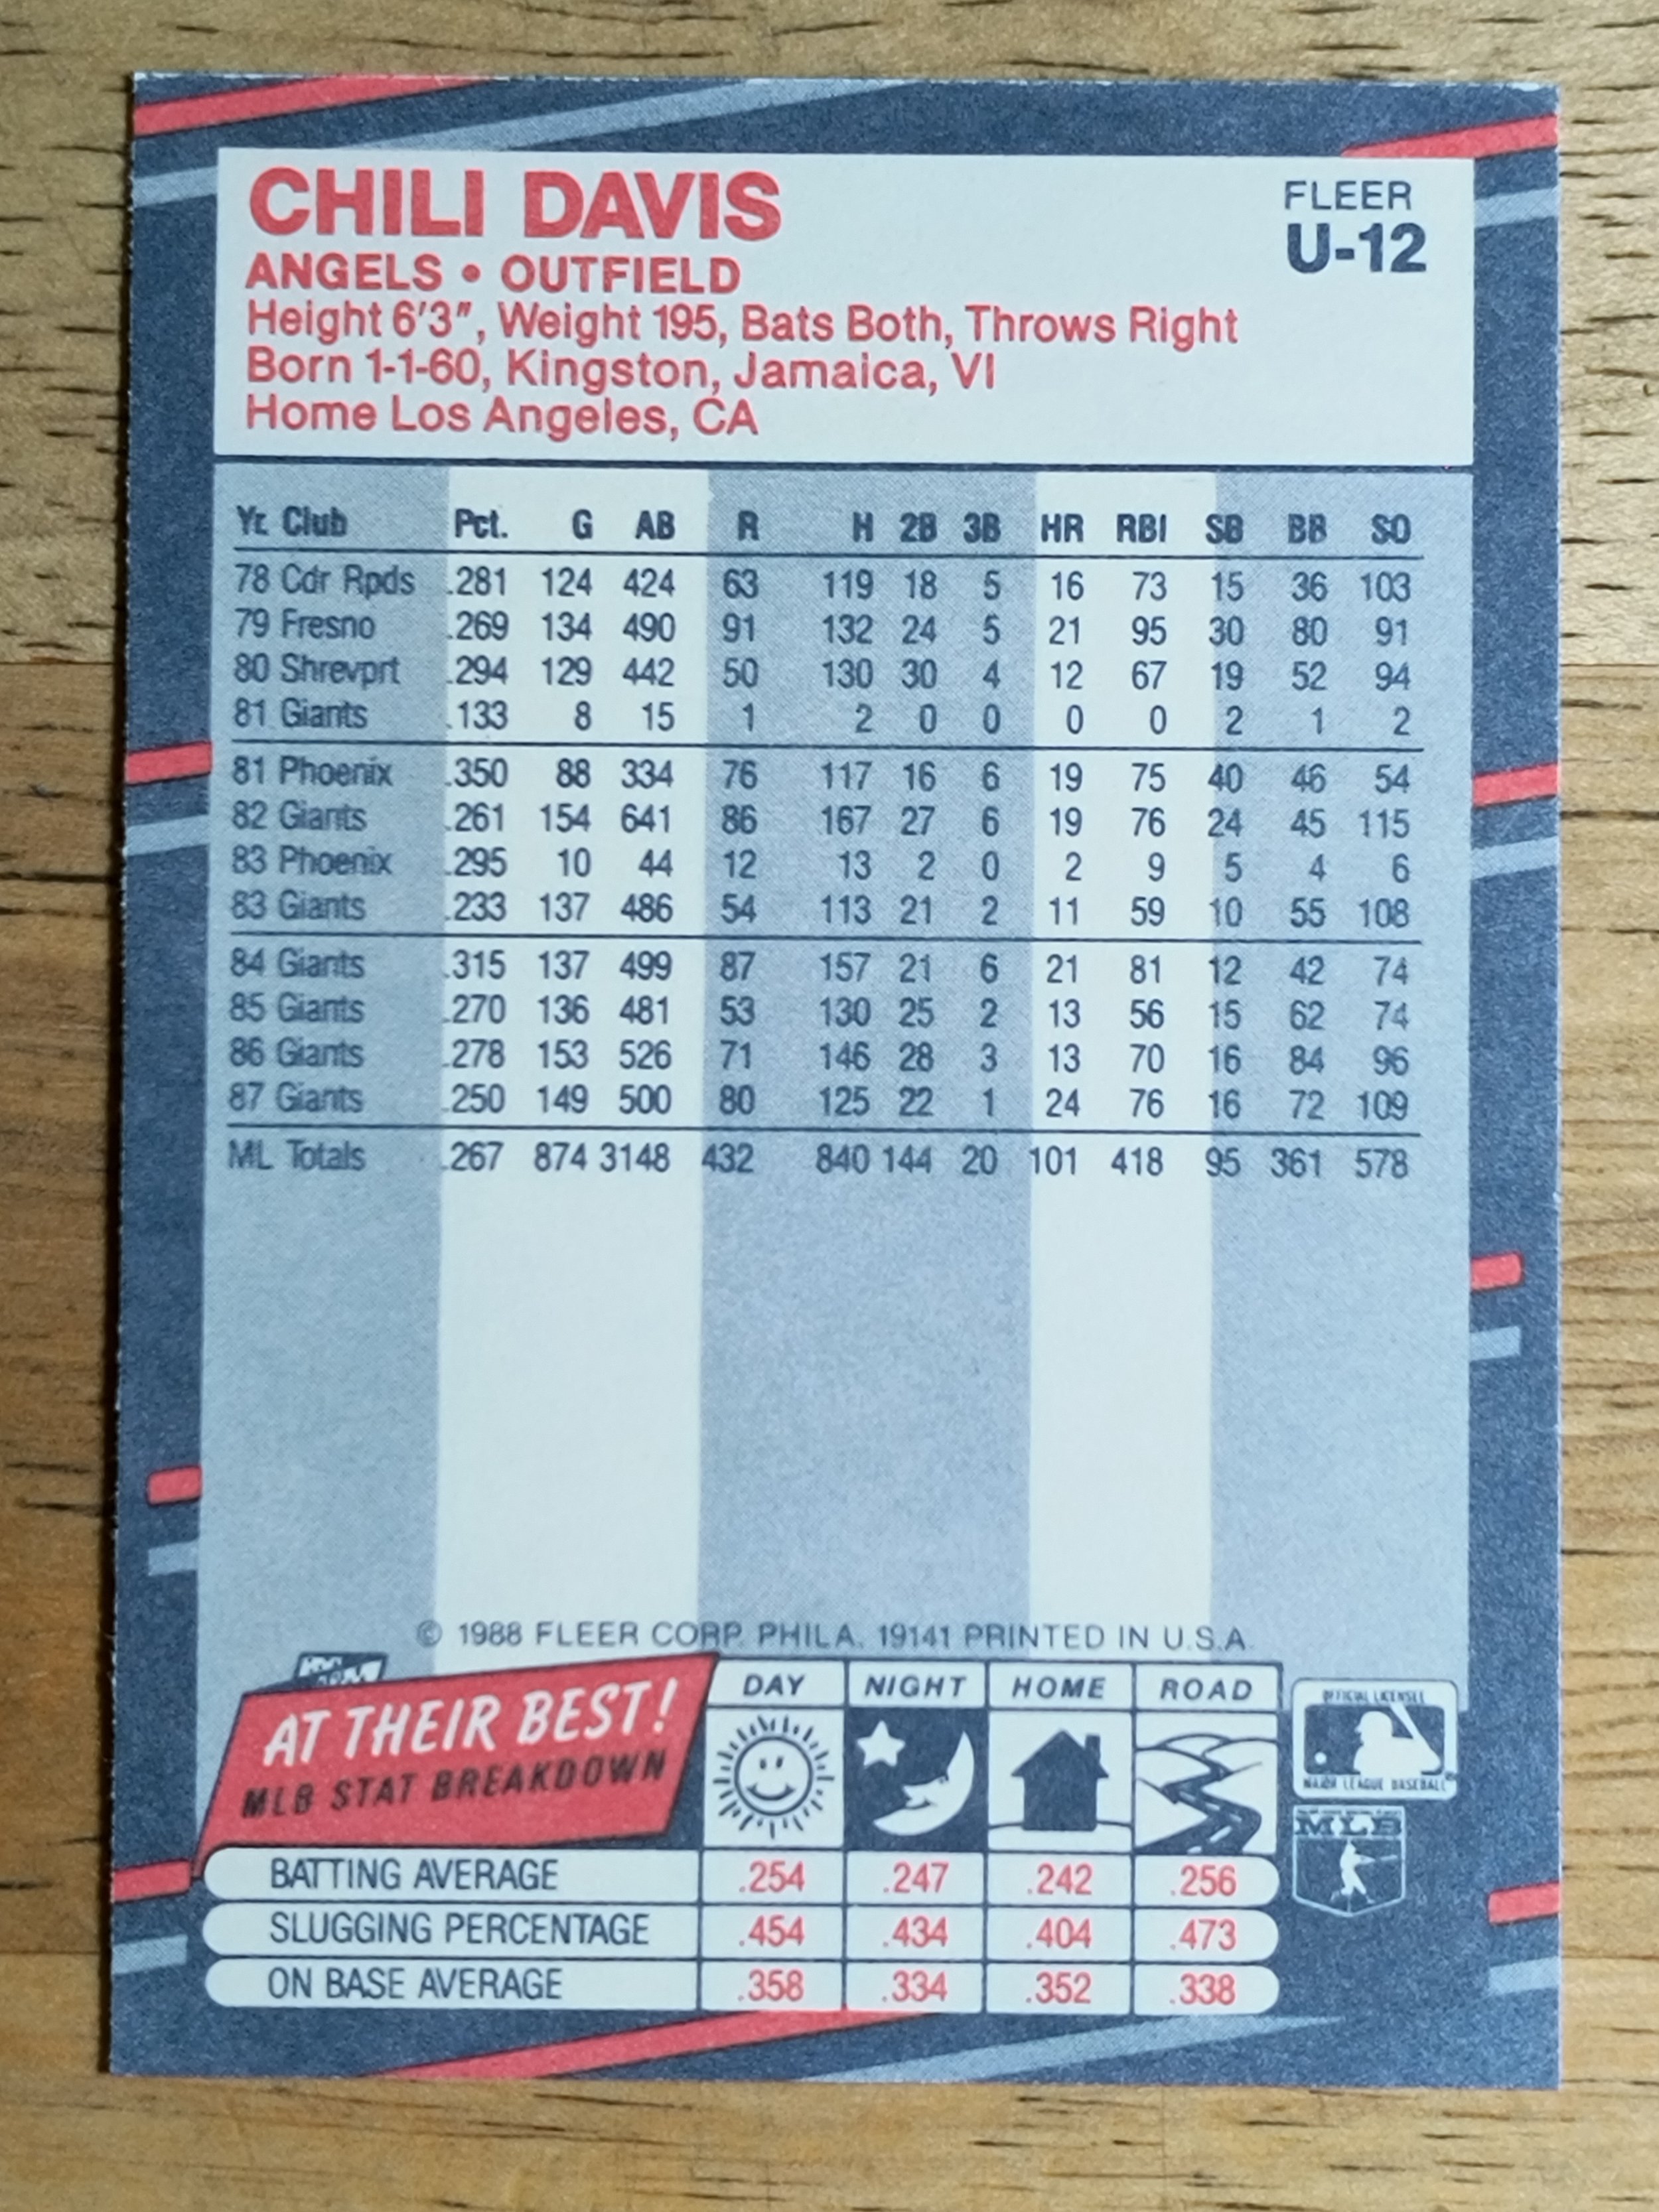 CHILI DAVIS
FLEER
U-12
ANGELS • OUTFIELD
Height 6'3", Weight 195, Bats Both, Throws Right
Born 1-1-60, Kingston, Jamaica, VI
Home Los Angeles, CA
Yr. Club Pct. G AB R H 2B 3B HR RBI SB BB SO
78 Cdr Rpds .281 124 424 63 119 18 5 16 73 15 36 103
79 Fresno .269 134 490 91 132 24 5 21 95 30 80 91
80 Shrevprt .294 129 442 50 130 30 4 12 67 19 52 94
81 Giants .133 8 15 1 2 0 0 0 0 2 1 2
81 Phoenix .350 88 334 76 117 16 6 19 75 40 46 54
82 Giants .261 154 641 86 167 27 6 19 76 24 45 115
83 Phoenix .295 10 44 12 13 2 0 2 9 5 4 6
83 Giants .233 137 486 54 113 21 2 11 59 10 55 108
84 Giants .315 137 499 87 157 21 6 21 81 12 42 74
85 Giants .270 136 481 53 130 25 2 13 56 15 62 74
86 Giants .278 153 526 71 146 28 3 13 70 16 84 96
87 Giants .250 149 500 80 125 22 1 24 76 16 72 109
ML Totals .267 874 3148 432 840 144 20 101 418 95 361 578
© 1988 FLEER CORP. PHILA. 19141 PRINTED IN U.S.A.
AT THEIR BEST!
MLB STAT BREAKDOWN
DAY NIGHT HOME ROAD
BATTING AVERAGE .254 .247 .242 .256
SLUGGING PERCENTAGE .454 .434 .404 .473
ON BASE AVERAGE .358 .334 .352 .338
OFFICIAL LICENSEE
MAJOR LEAGUE BASEBALL
MLB